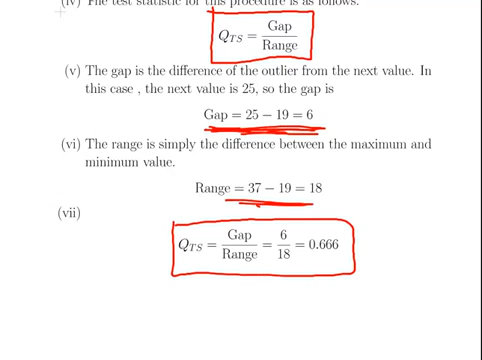 (iv) The test statistic for this procedure is as follows.
Q_TS = Gap / Range
(v) The gap is the difference of the outlier from the next value. In
this case , the next value is 25, so the gap is
Gap = 25 − 19 = 6
(vi) The range is simply the difference between the maximum and
minimum value.
Range = 37 − 19 = 18
(vii)
Q_TS = Gap / Range = 6 / 18 = 0.666